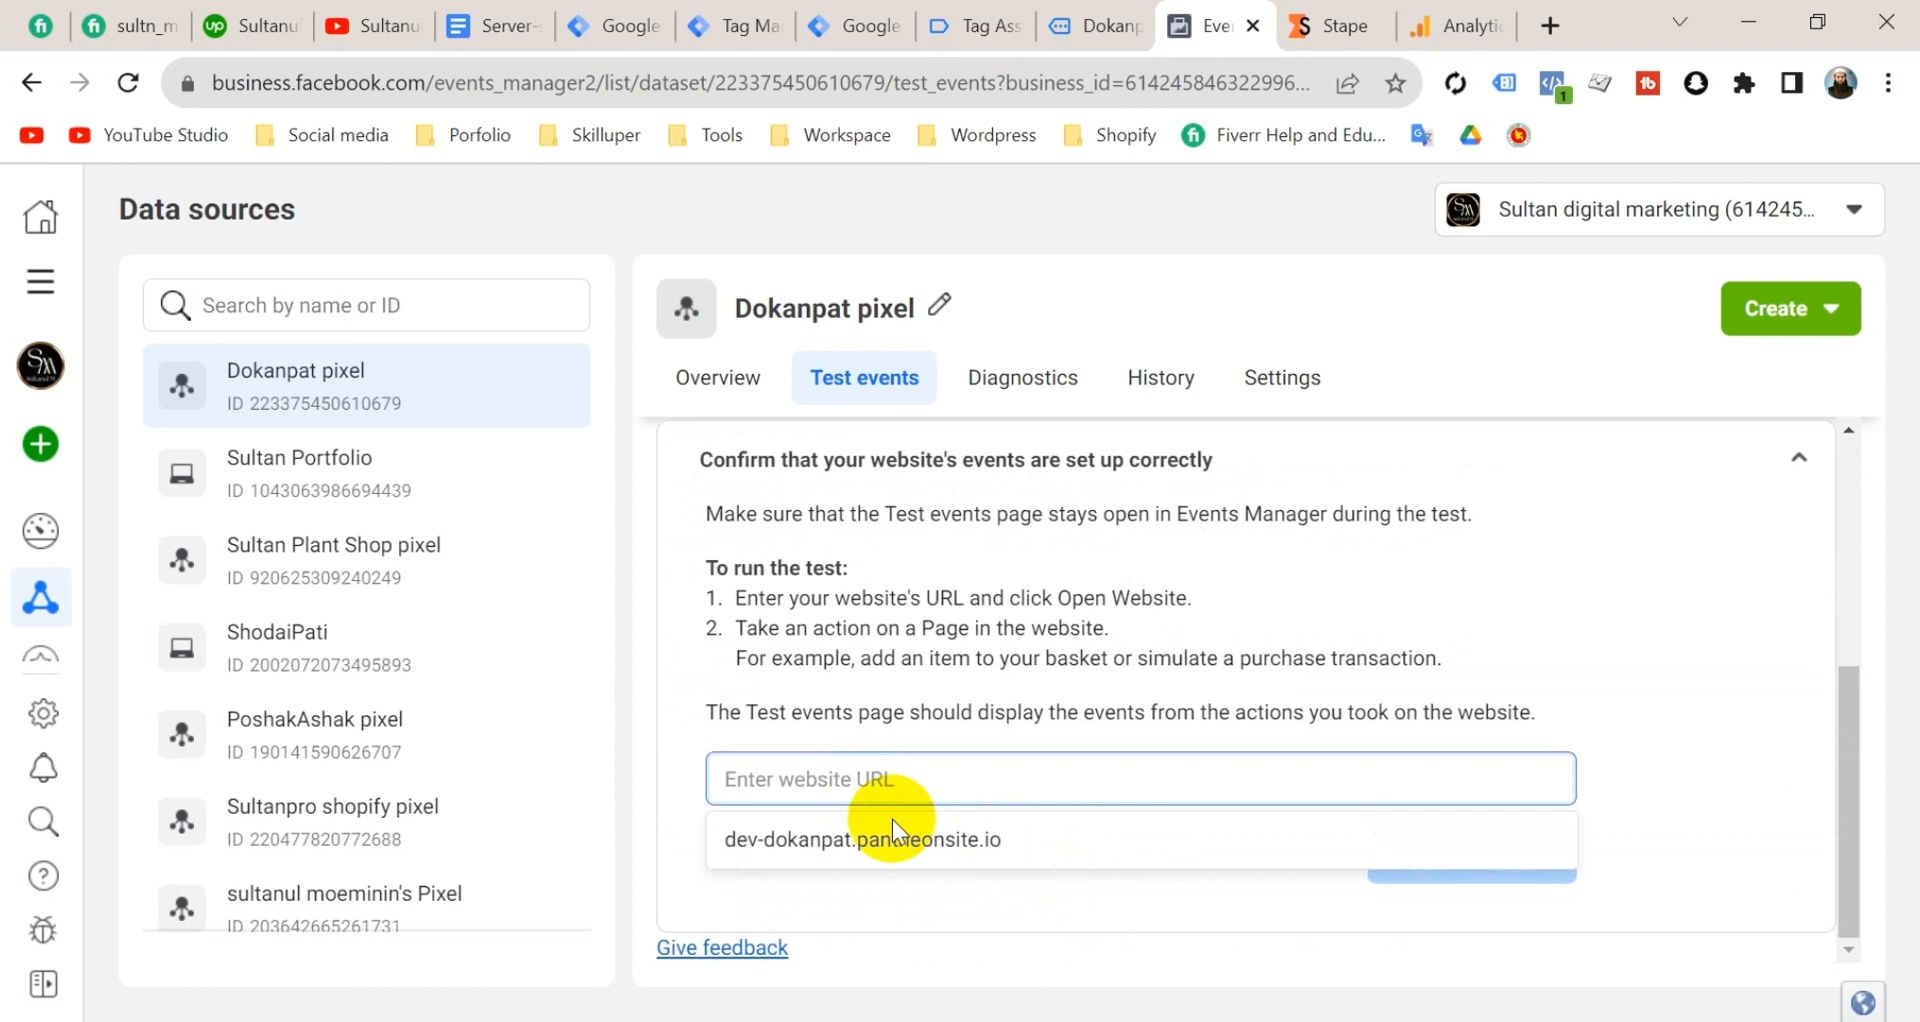 sultn_m
Sultanu
Sultanu
Server-
Google
Tag Ma
Google
Tag Ass
Dokanp
Eve
Stape
Analytic
business.facebook.com/events_manager2/list/dataset/223375450610679/test_events?business_id=614245846322996...
YouTube Studio
Social media
Porfolio
Skilluper
Tools
Workspace
Wordpress
Shopify
Fiverr Help and Edu...
Data sources
Sultan digital marketing (614245...
Search by name or ID
Dokanpat pixel
ID 223375450610679
Sultan Portfolio
ID 1043063986694439
Sultan Plant Shop pixel
ID 920625309240249
ShodaiPati
ID 2002072073495893
PoshakAshak pixel
ID 190141590626707
Sultanpro shopify pixel
ID 220477820772688
sultanul moeminin's Pixel
ID 203642665261731
Dokanpat pixel
Create
Overview
Test events
Diagnostics
History
Settings
Confirm that your website's events are set up correctly
Make sure that the Test events page stays open in Events Manager during the test.
To run the test:
1. Enter your website's URL and click Open Website.
2. Take an action on a Page in the website.
For example, add an item to your basket or simulate a purchase transaction.
The Test events page should display the events from the actions you took on the website.
Enter website URL
Give feedback